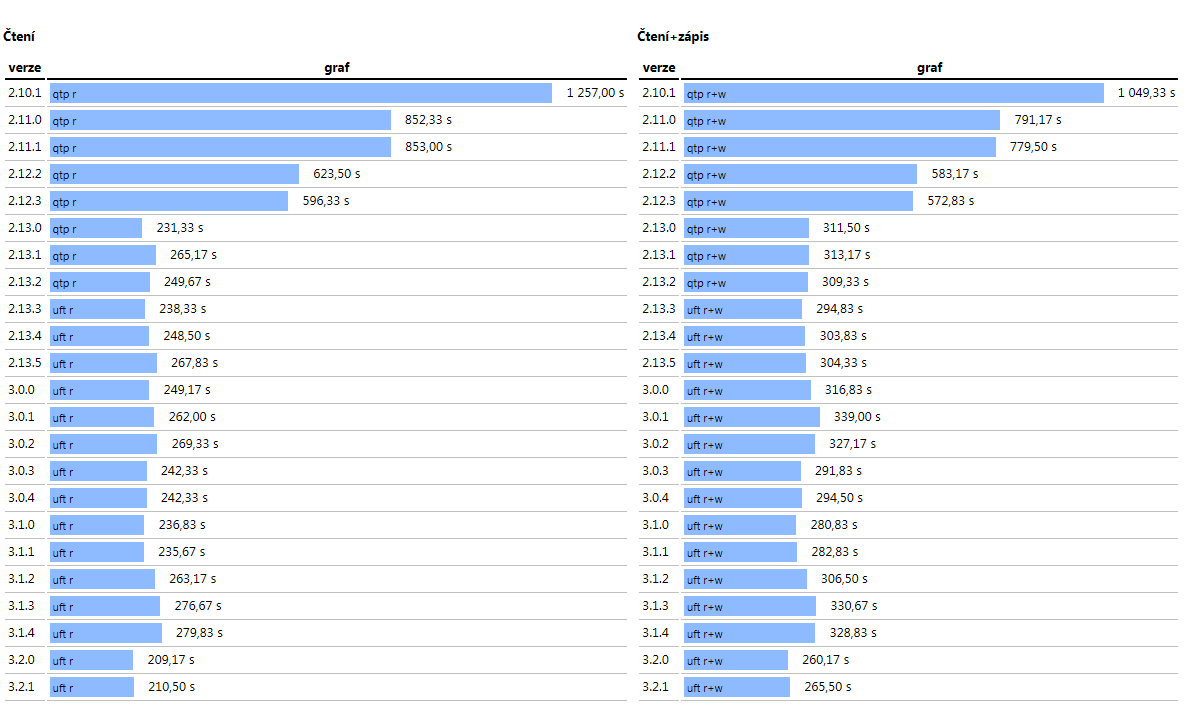 Čtení
verze graf
2.10.1 qtp r 1 257,00 s
2.11.0 qtp r 852,33 s
2.11.1 qtp r 853,00 s
2.12.2 qtp r 623,50 s
2.12.3 qtp r 596,33 s
2.13.0 qtp r 231,33 s
2.13.1 qtp r 265,17 s
2.13.2 qtp r 249,67 s
2.13.3 uft r 238,33 s
2.13.4 uft r 248,50 s
2.13.5 uft r 267,83 s
3.0.0 uft r 249,17 s
3.0.1 uft r 262,00 s
3.0.2 uft r 269,33 s
3.0.3 uft r 242,33 s
3.0.4 uft r 242,33 s
3.1.0 uft r 236,83 s
3.1.1 uft r 235,67 s
3.1.2 uft r 263,17 s
3.1.3 uft r 276,67 s
3.1.4 uft r 279,83 s
3.2.0 uft r 209,17 s
3.2.1 uft r 210,50 s
Čtení+zápis
verze graf
2.10.1 qtp r+w 1 049,33 s
2.11.0 qtp r+w 791,17 s
2.11.1 qtp r+w 779,50 s
2.12.2 qtp r+w 583,17 s
2.12.3 qtp r+w 572,83 s
2.13.0 qtp r+w 311,50 s
2.13.1 qtp r+w 313,17 s
2.13.2 qtp r+w 309,33 s
2.13.3 uft r+w 294,83 s
2.13.4 uft r+w 303,83 s
2.13.5 uft r+w 304,33 s
3.0.0 uft r+w 316,83 s
3.0.1 uft r+w 339,00 s
3.0.2 uft r+w 327,17 s
3.0.3 uft r+w 291,83 s
3.0.4 uft r+w 294,50 s
3.1.0 uft r+w 280,83 s
3.1.1 uft r+w 282,83 s
3.1.2 uft r+w 306,50 s
3.1.3 uft r+w 330,67 s
3.1.4 uft r+w 328,83 s
3.2.0 uft r+w 260,17 s
3.2.1 uft r+w 265,50 s